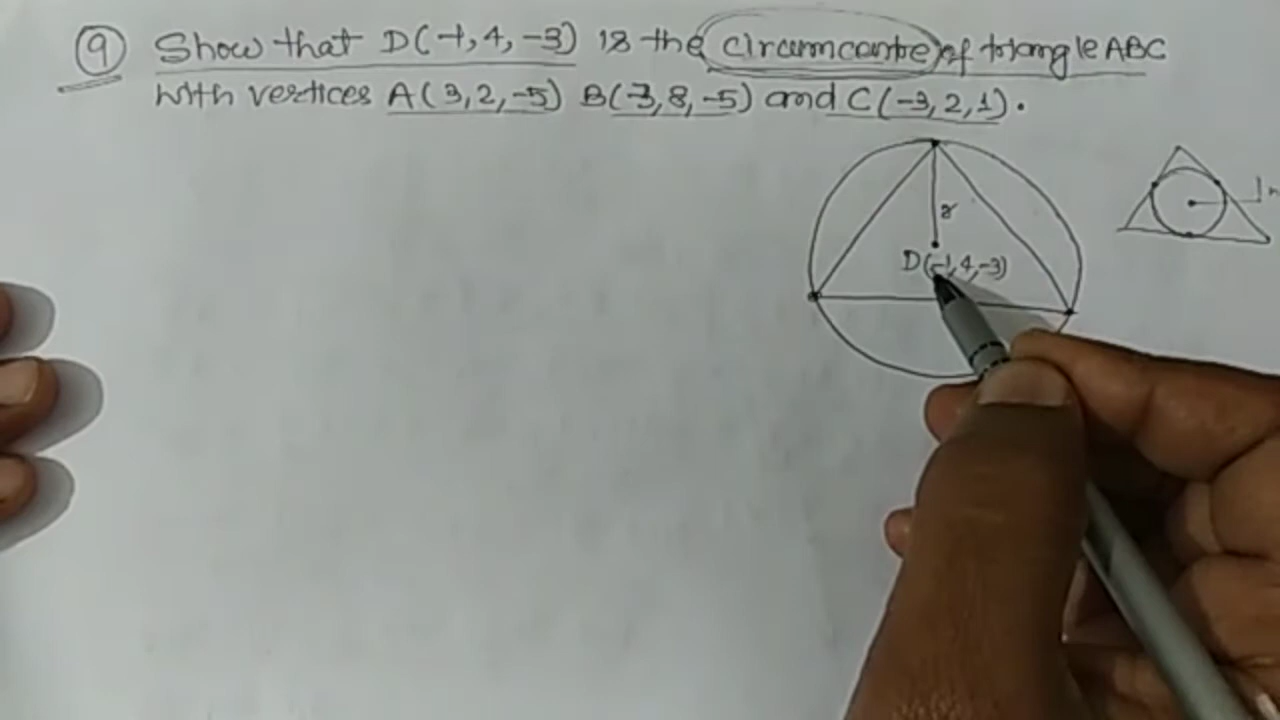 9 Show that D(-1,4,-3) is the circumcentre of triangle ABC
with vertices A(3,2,-5) B(-3,8,-5) and C(-3,2,1).
r
D(-1,4,-3)